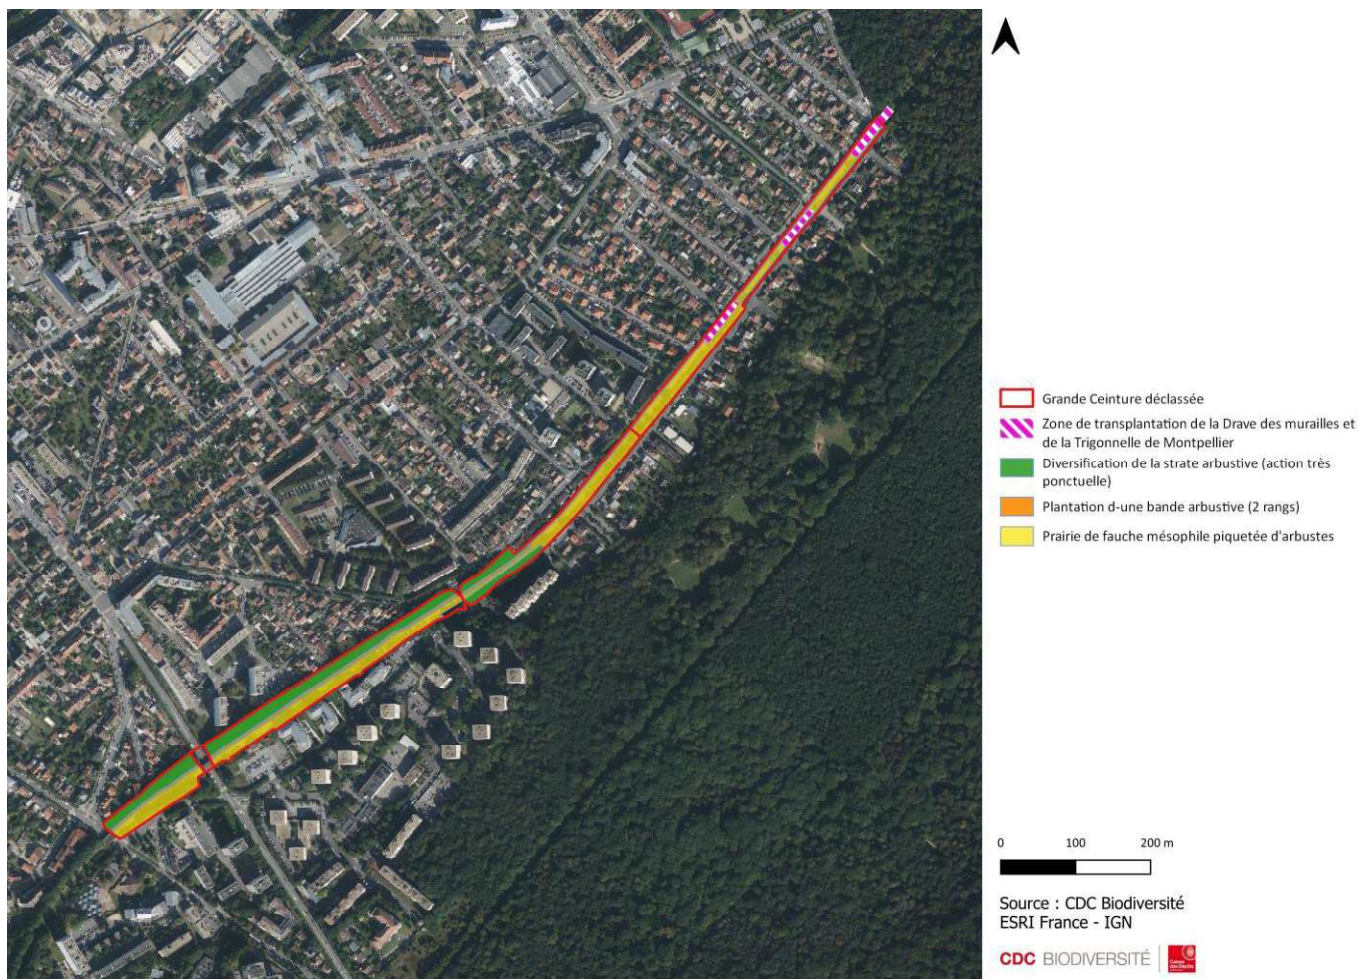 Grande Ceinture déclassée
Zone de transplantation de la Drave des murailles et
de la Trigonnelle de Montpellier
Diversification de la strate arbustive (action très
ponctuelle)
Plantation d-une bande arbustive (2 rangs)
Prairie de fauche mésophile piquetée d'arbustes
0 100 200 m
Source : CDC Biodiversité
ESRI France - IGN
CDC BIODIVERSITÉ